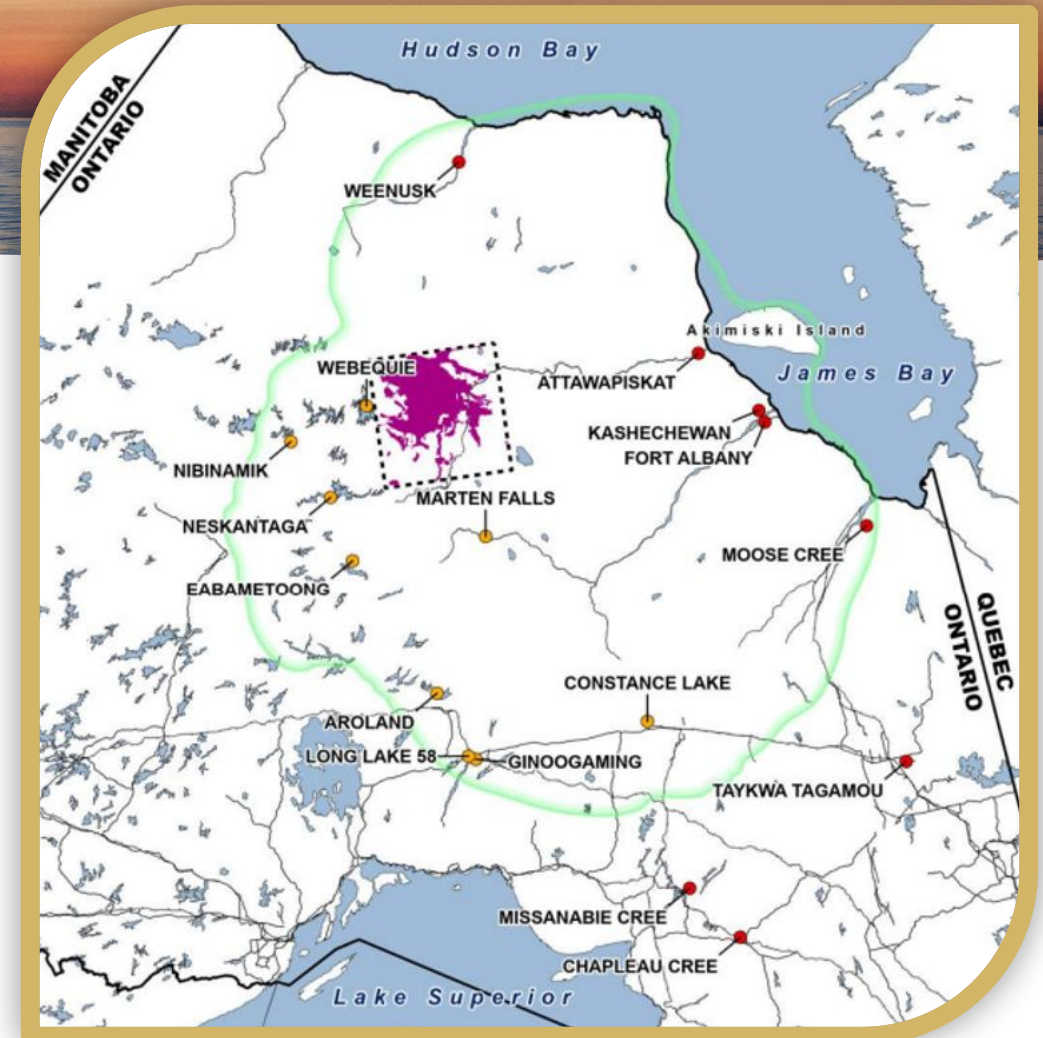 Hudson Bay
MANITOBA
ONTARIO
WEENUSK
Akimiski Island
WEBEQUIE
ATTAWAPISKAT
James Bay
KASHECHEWAN
FORT ALBANY
NIBINAMIK
MARTEN FALLS
NESKANTAGA
MOOSE CREE
EABAMETOONG
QUEBEC
ONTARIO
CONSTANCE LAKE
AROLAND
LONG LAKE 58
GINOOGAMING
TAYKWA TAGAMOU
MISSANABIE CREE
CHAPLEAU CREE
Lake Superior